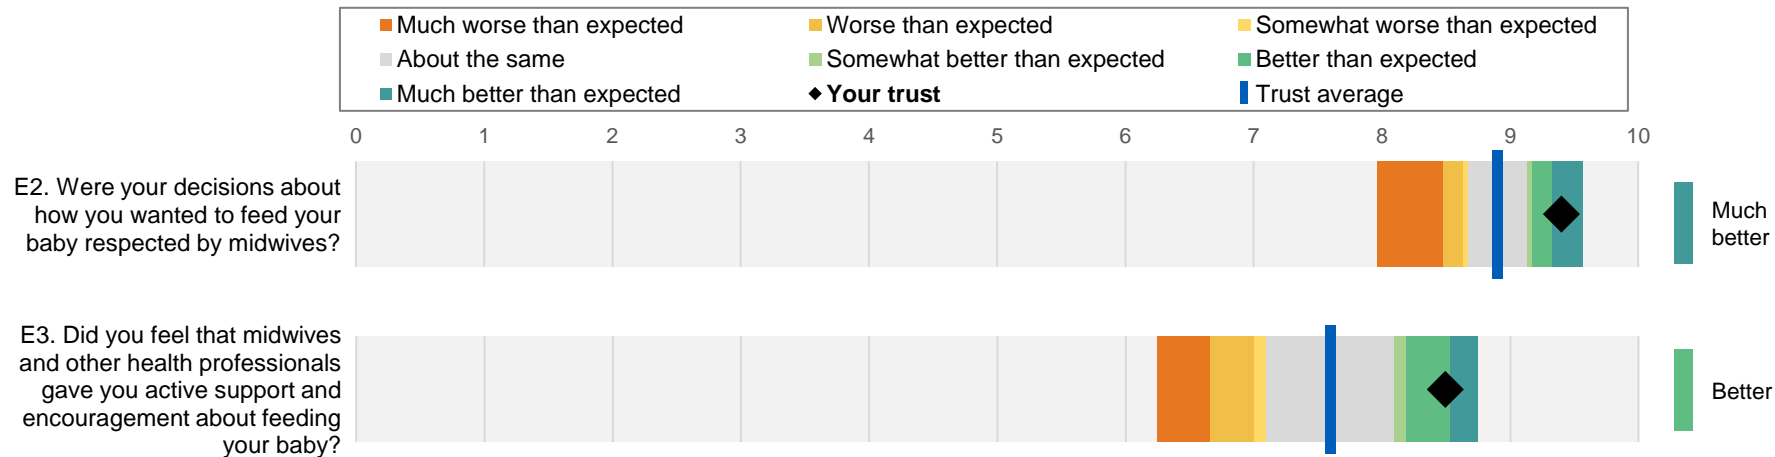 Much worse than expected
Worse than expected
Somewhat worse than expected
About the same
Somewhat better than expected
Better than expected
Much better than expected
Your trust
Trust average
0 1 2 3 4 5 6 7 8 9 10
E2. Were your decisions about
how you wanted to feed your
baby respected by midwives?
Much
better
E3. Did you feel that midwives
and other health professionals
gave you active support and
encouragement about feeding
your baby?
Better